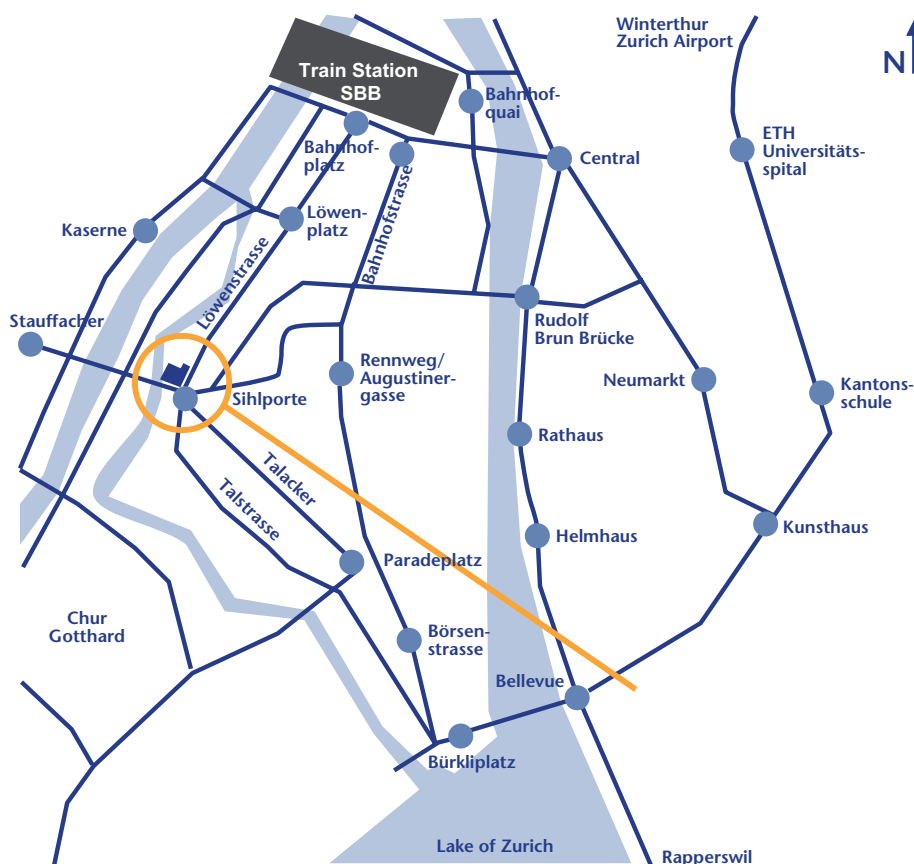 Winterthur
Zurich Airport
N
Train Station
SBB
Bahnhof-
quai
ETH
Universitäts-
spital
Bahnhof-
platz
Central
Bahnhofstrasse
Löwen-
platz
Kaserne
Löwenstrasse
Stauffacher
Rudolf
Brun Brücke
Rennweg/
Augustiner-
gasse
Neumarkt
Kantons-
schule
Sihlporte
Rathaus
Talacker
Talstrasse
Kunsthaus
Helmhaus
Paradeplatz
Chur
Gotthard
Börsen-
strasse
Bellevue
Bürkliplatz
Lake of Zurich
Rapperswil